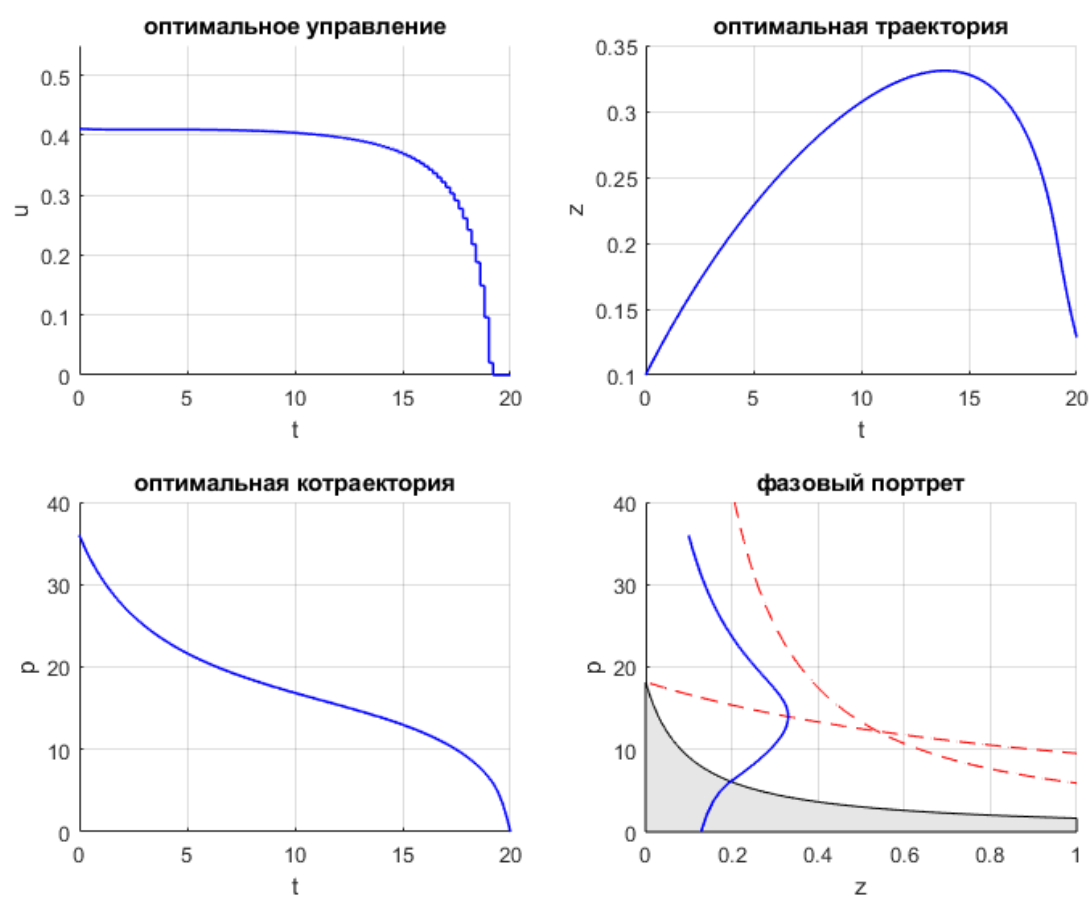 оптимальное управление
0.5
0.4
0.3
0.2
0.1
0
u
0 5 10 15 20
t
оптимальная траектория
0.35
0.3
0.25
0.2
0.15
0.1
z
0 5 10 15 20
t
оптимальная котраектория
40
30
20
10
0
p
0 5 10 15 20
t
фазовый портрет
40
30
20
10
0
p
0 0.2 0.4 0.6 0.8 1
z